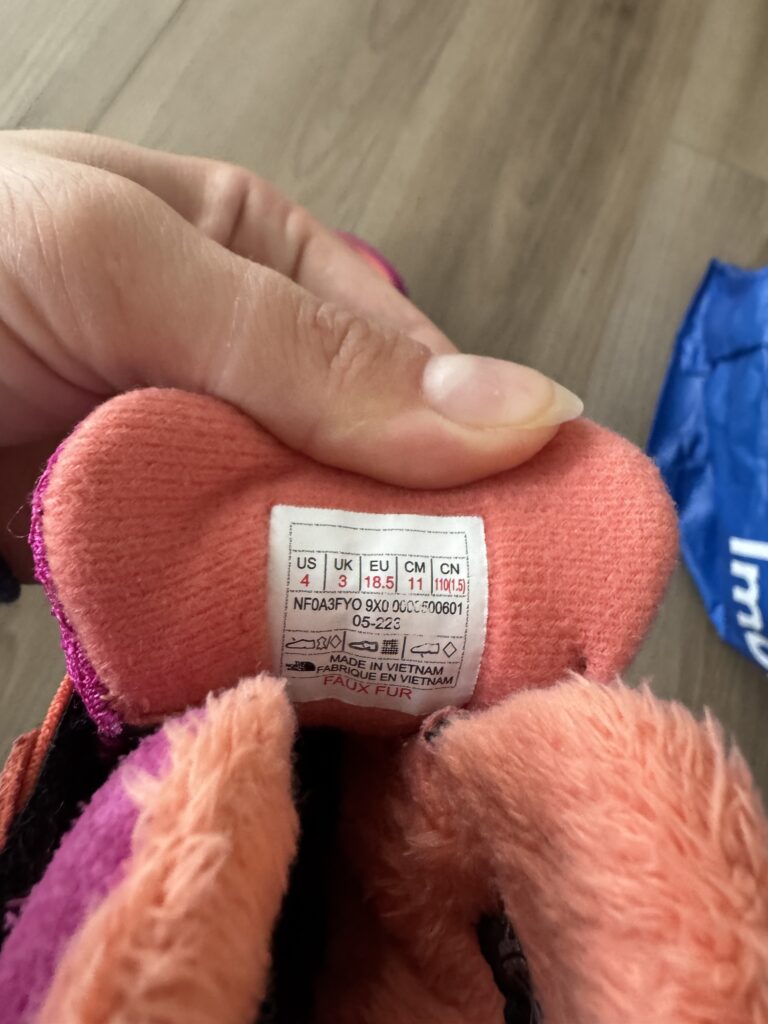 US UK EU CM CN
4 3 18.5 11 110(1.5)
NF0A3FYO 9X0
05-223
MADE IN VIETNAM
FABRIQUE EN VIETNAM
FAUX FUR